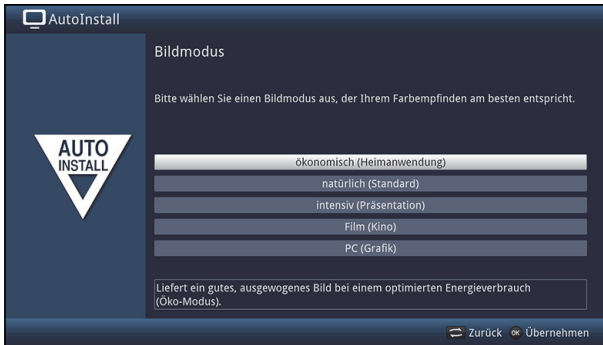 AutoInstall
Bildmodus
Bitte wählen Sie einen Bildmodus aus, der Ihrem Farbempfinden am besten entspricht.
AUTO
INSTALL
ökonomisch (Heimanwendung)
natürlich (Standard)
intensiv (Präsentation)
Film (Kino)
PC (Grafik)
Liefert ein gutes, ausgewogenes Bild bei einem optimierten Energieverbrauch
(Öko-Modus).
Zurück OK Übernehmen